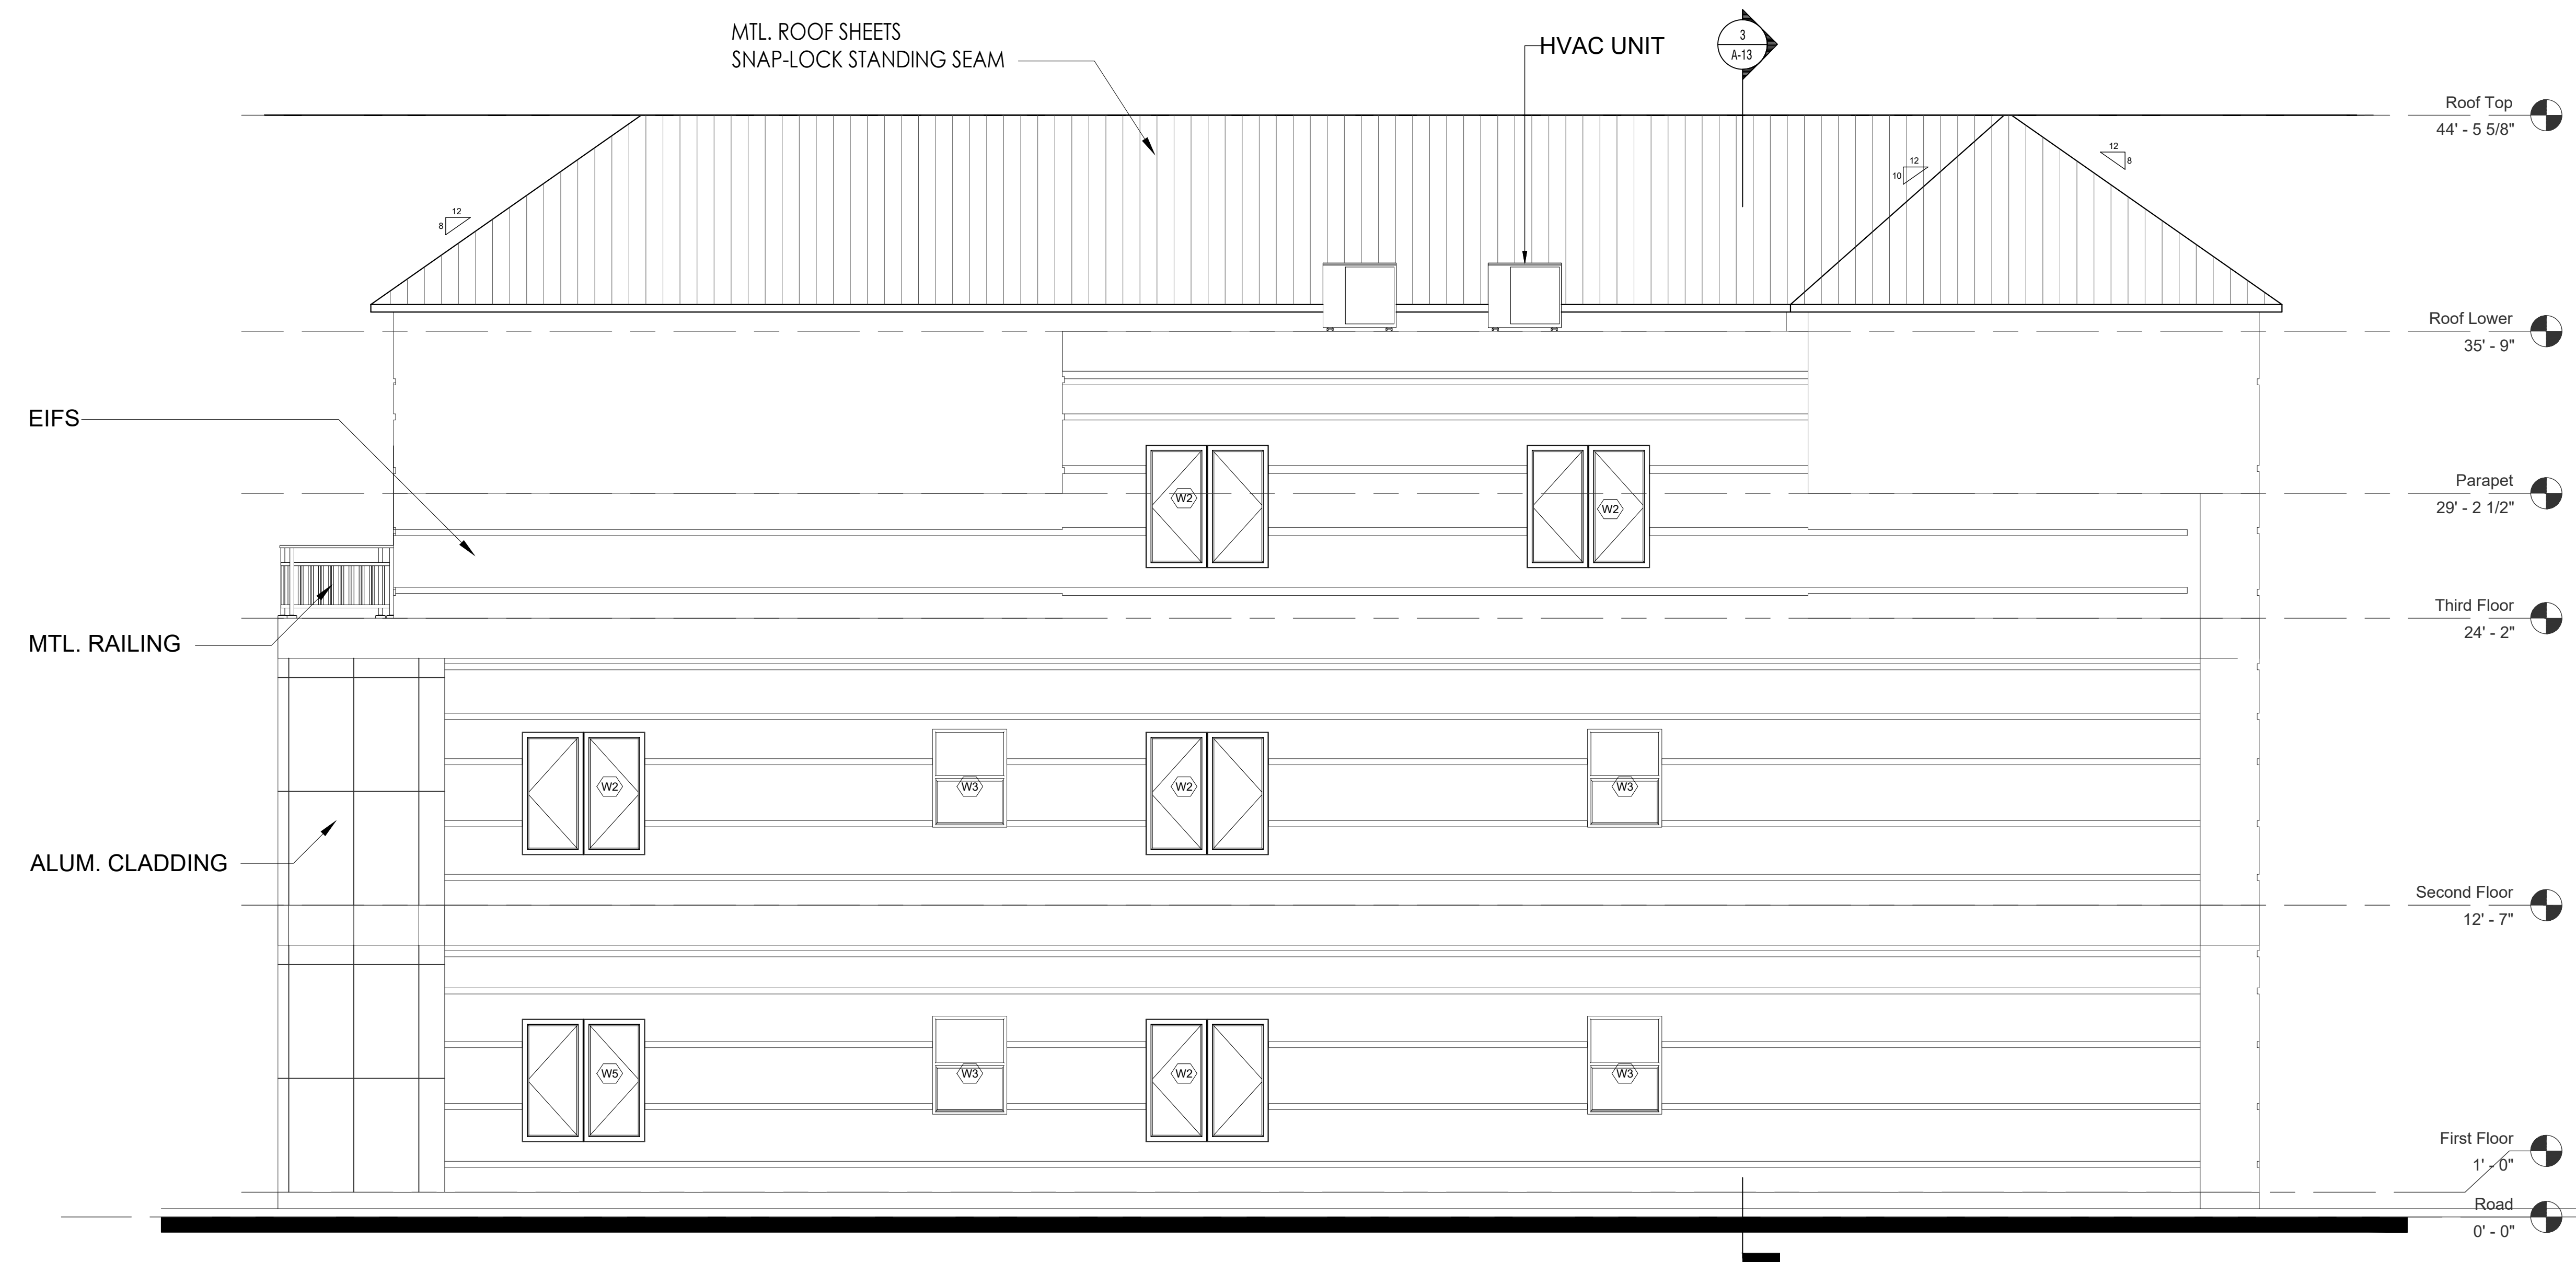 MTL. ROOF SHEETS
SNAP-LOCK STANDING SEAM
HVAC UNIT
3
A-13
Roof Top
44' - 5 5/8"
12
8
12
10
12
8
Roof Lower
35' - 9"
EIFS
W2
W2
Parapet
29' - 2 1/2"
MTL. RAILING
Third Floor
24' - 2"
W2
W3
W2
W3
ALUM. CLADDING
Second Floor
12' - 7"
W5
W3
W2
W3
First Floor
1' - 0"
Road
0' - 0"